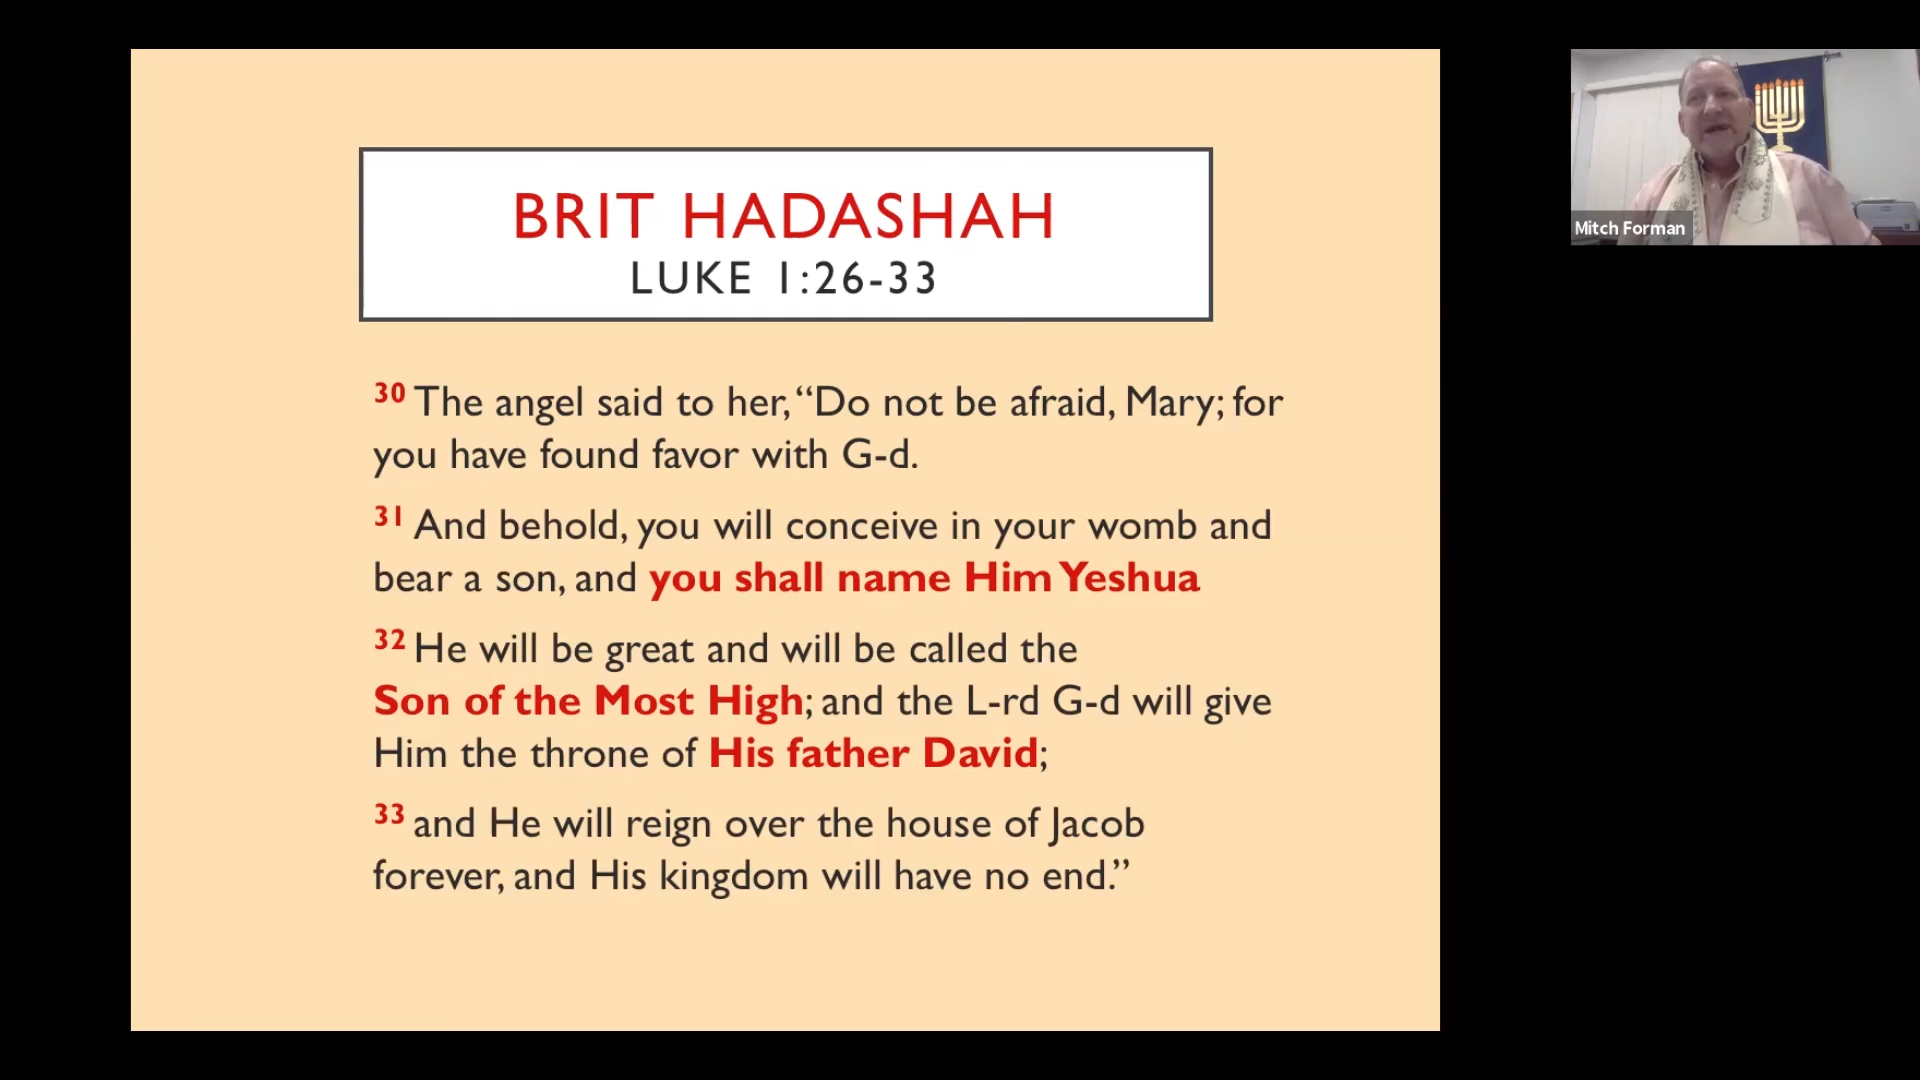 BRIT HADASHAH
LUKE 1:26-33
30 The angel said to her, “Do not be afraid, Mary; for
you have found favor with G-d.
31 And behold, you will conceive in your womb and
bear a son, and you shall name Him Yeshua
32 He will be great and will be called the
Son of the Most High; and the L-rd G-d will give
Him the throne of His father David;
33 and He will reign over the house of Jacob
forever, and His kingdom will have no end.”
Mitch Forman